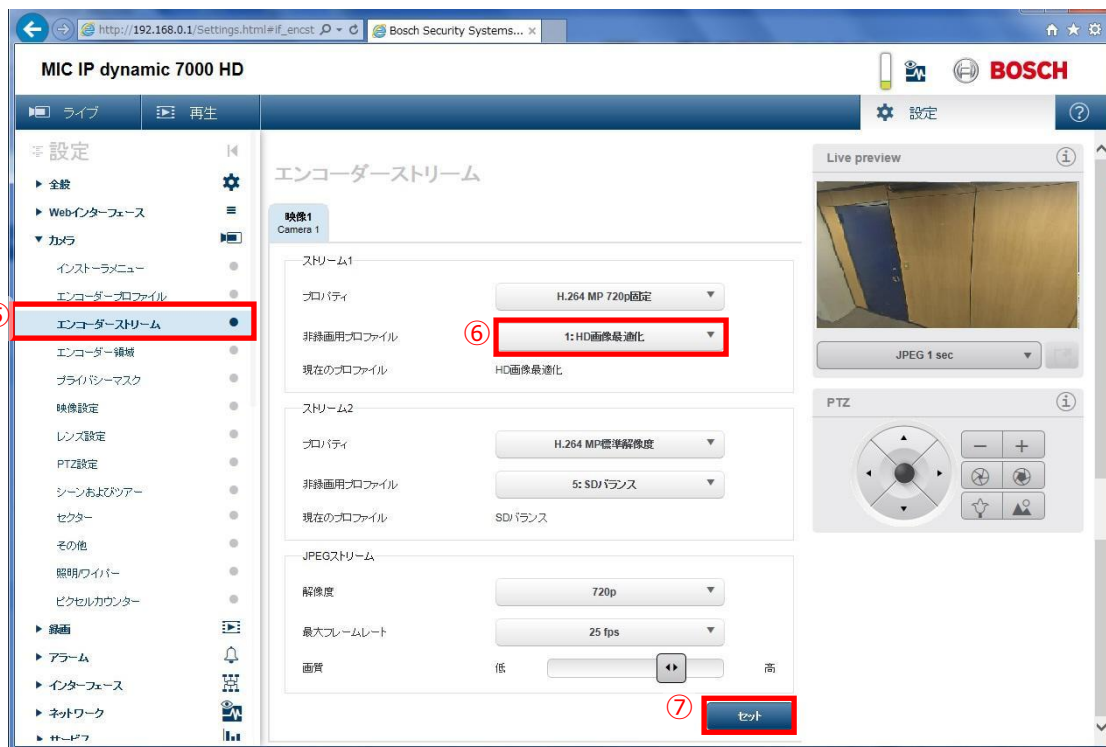 http://192.168.0.1/Settings.html#if_encst
Bosch Security Systems...
MIC IP dynamic 7000 HD
BOSCH
ライブ
再生
設定
設定
全般
Webインターフェース
カメラ
インストーラメニュー
エンコーダープロファイル
エンコーダーストリーム
エンコーダー領域
プライバシーマスク
映像設定
レンズ設定
PTZ設定
シーンおよびツアー
セクター
その他
照明/ワイパー
ピクセルカウンター
録画
アラーム
インターフェース
ネットワーク
サービス
エンコーダーストリーム
映像1
Camera 1
ストリーム1
プロパティ
H.264 MP 720p固定
非録画用プロファイル
⑥
1: HD画像最適化
現在のプロファイル
HD画像最適化
ストリーム2
プロパティ
H.264 MP標準解像度
非録画用プロファイル
5: SDバランス
現在のプロファイル
SDバランス
JPEGストリーム
解像度
720p
最大フレームレート
25 fps
画質
低
高
⑦
セット
Live preview
JPEG 1 sec
PTZ